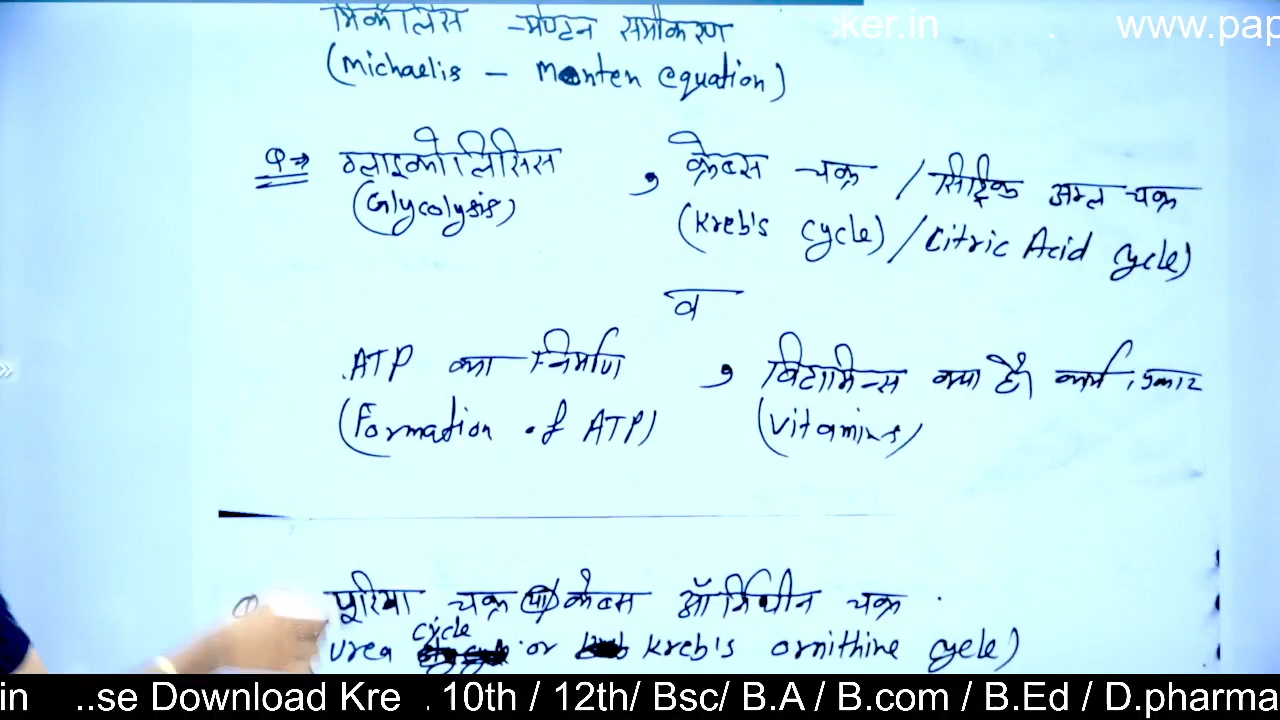 मिकैलिस - मेण्टन समीकरण
ker.in . www.pap
(Michaelis - Menten equation)
Q⇒ ग्लाइकोलिसिस , क्रेब्स चक्र / सिट्रिक अम्ल चक्र
(Glycolysis) (Kreb's cycle) / Citric Acid cycle)
व
ATP का निर्माण , विटामिन्स क्या है। कार्य,
(Formation of ATP) (Vitamins)
यूरिया चक्र या क्रैब्स ऑर्निथीन चक्र
urea cycle or Kreb's ornithine cycle)
in ..se Download Kre . 10th / 12th/ Bsc/ B.A / B.com / B.Ed / D.pharma